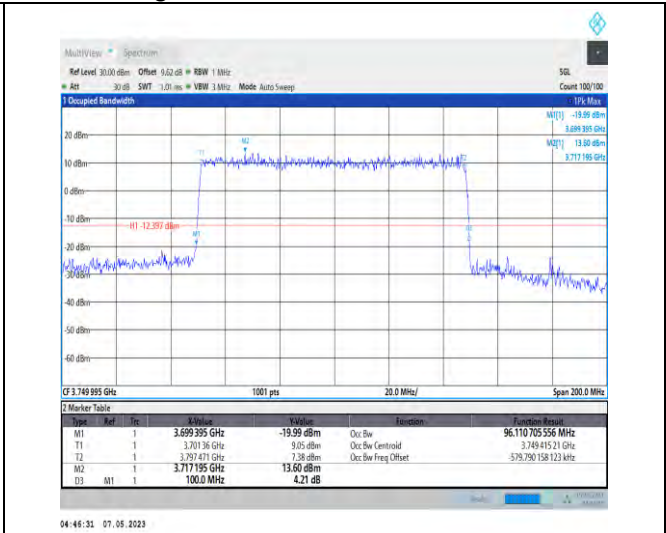 MultiView Spectrum
Ref Level 30.00 dBm Offset 9.62 dB RBW 1 MHz SGL
Att 30 dB SWT 1.01 ms VBW 3 MHz Mode Auto Sweep Count 100/100
1 Occupied Bandwidth 1Pk Max
M1[1] -19.99 dBm
3.699 395 GHz
M2[1] 13.60 dBm
3.717 195 GHz
20 dBm
M2
T1
T2
10 dBm
0 dBm
-10 dBm
H1 -12.397 dBm
M1
-20 dBm
-30 dBm
-40 dBm
-50 dBm
-60 dBm
CF 3.749 995 GHz 1001 pts 20.0 MHz/ Span 200.0 MHz
2 Marker Table
Type Ref Trc X-Value Y-Value Function Function Result
M1 1 3.699 395 GHz -19.99 dBm Occ Bw 96.110 705 556 MHz
T1 1 3.701 36 GHz 9.05 dBm Occ Bw Centroid 3.749 415 21 GHz
T2 1 3.797 471 GHz 7.38 dBm Occ Bw Freq Offset -579.790 158 123 kHz
M2 1 3.717 195 GHz 13.60 dBm
D3 M1 1 100.0 MHz 4.21 dB
04:46:31 07.05.2023